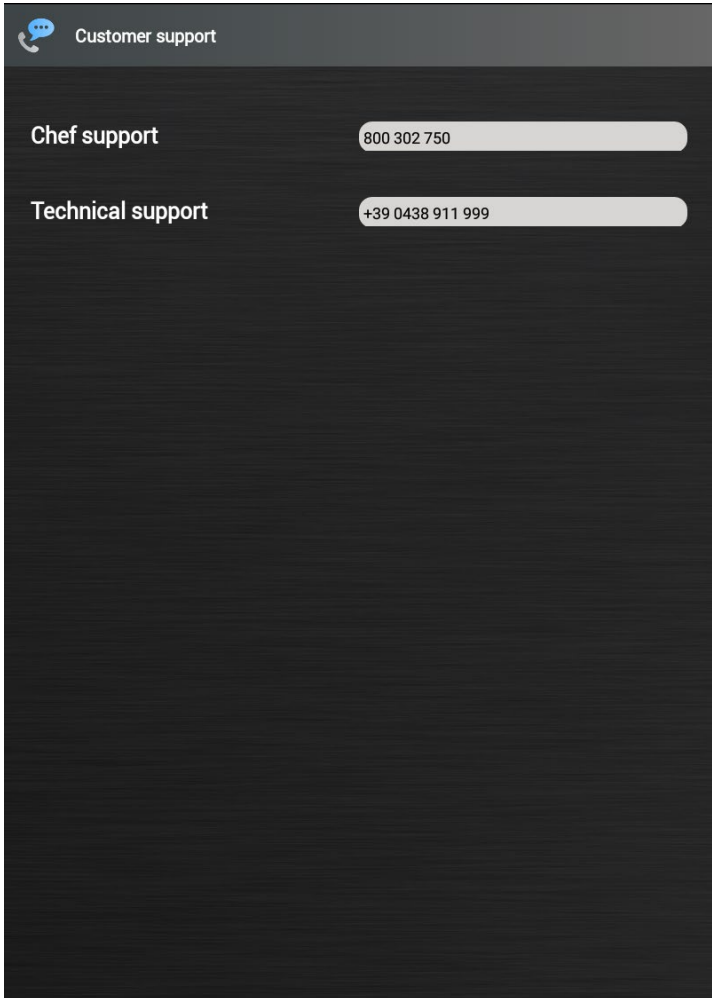 Customer support
Chef support 800 302 750
Technical support +39 0438 911 999